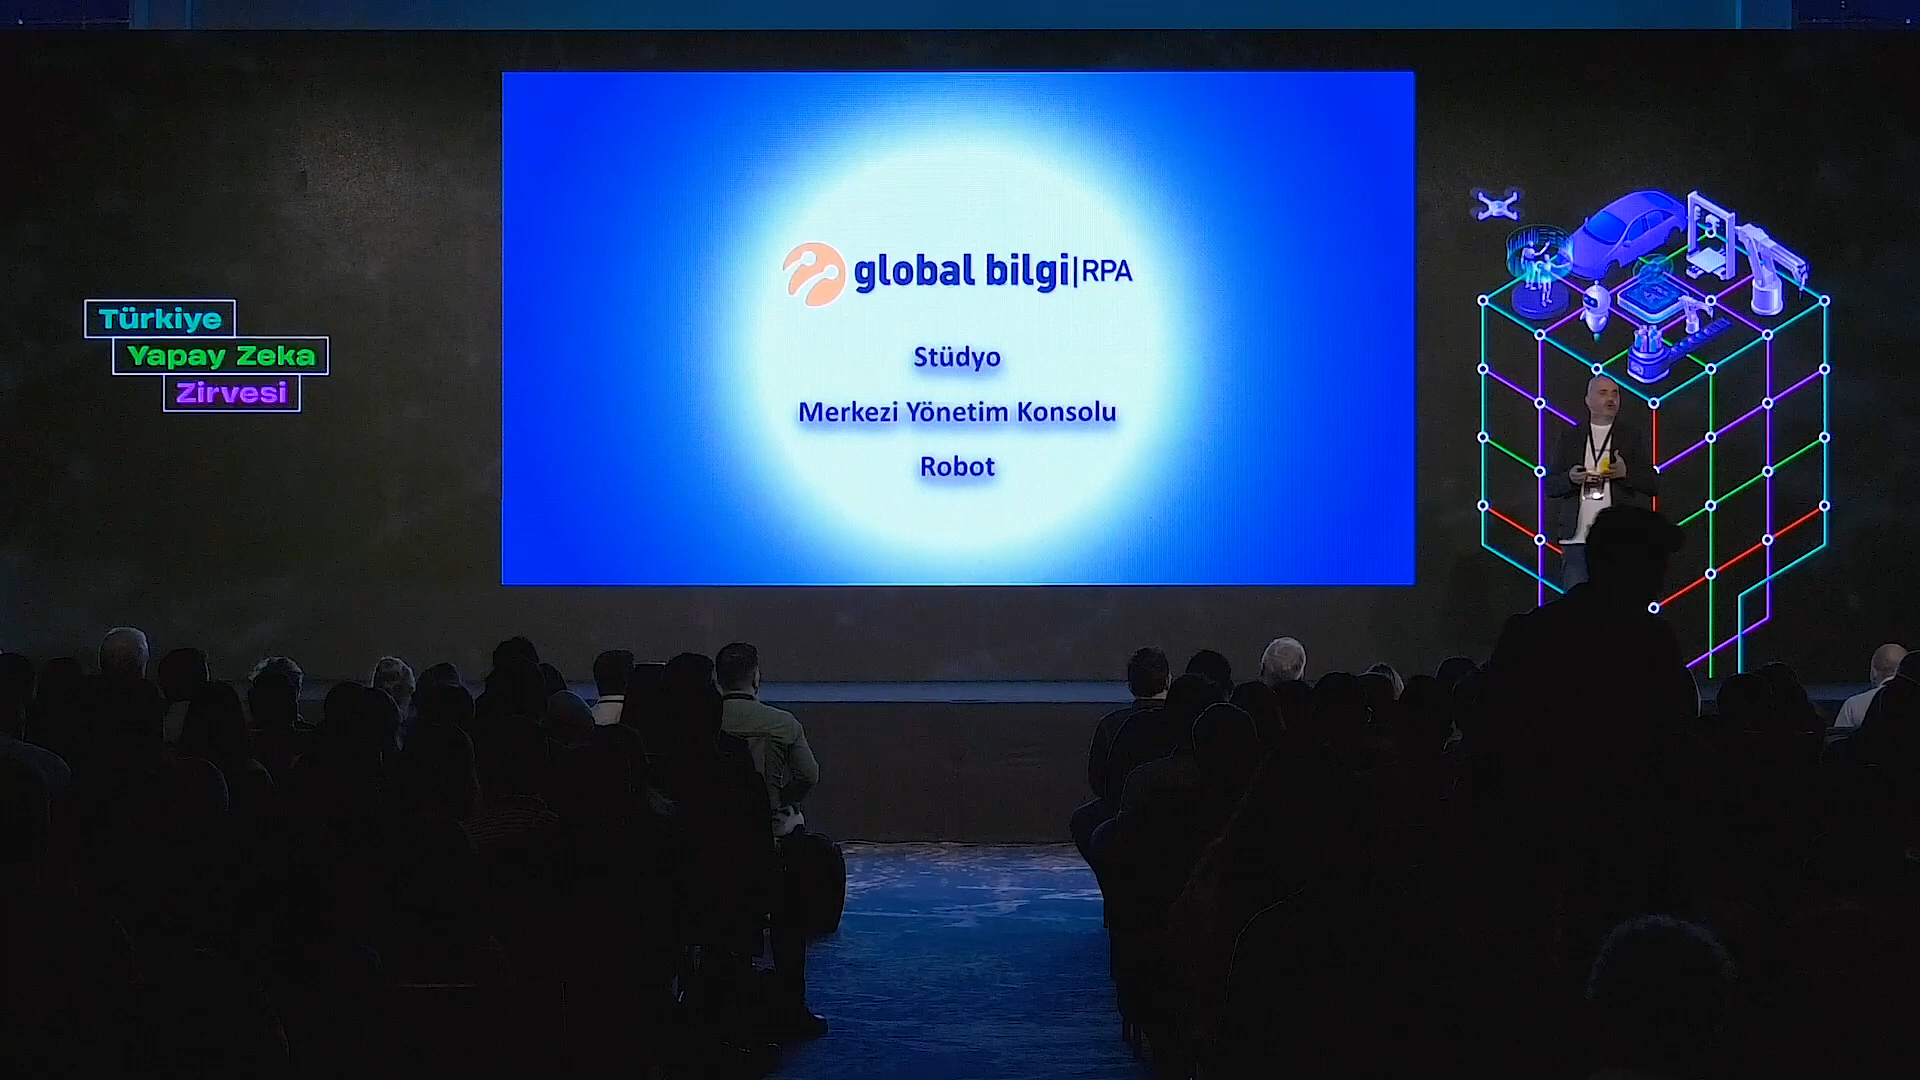 Türkiye
Yapay Zeka
Zirvesi
global bilgi|RPA
Stüdyo
Merkezi Yönetim Konsolu
Robot